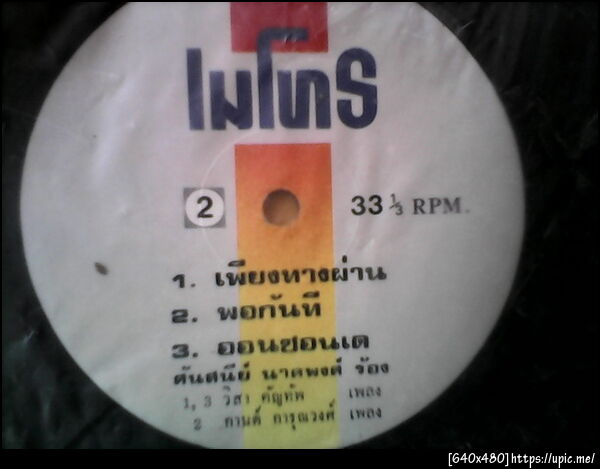 เมโทร
2 33 ⅓ RPM.
1. เพียงทางผ่าน
2. พอกันที
3. ออนซอนเด
ดันสนีย์ นาคพงศ์ ร้อง
1, 3 วิสา คัญทัพ เพลง
2 กานต์ การุณวงศ์ เพลง
[640x480]https://upic.me/